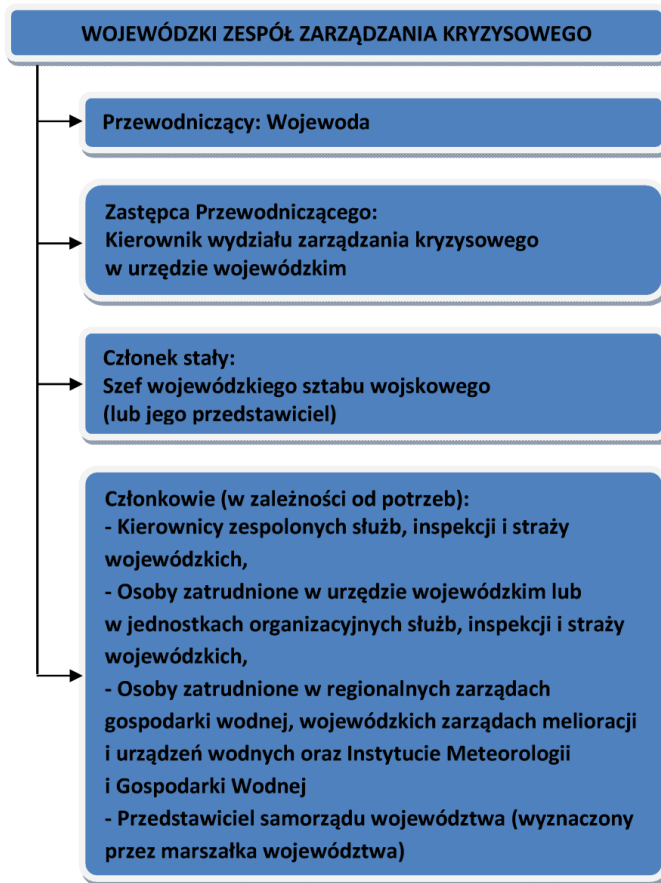 WOJEWÓDZKI ZESPÓŁ ZARZĄDZANIA KRYZYSOWEGO
Przewodniczący: Wojewoda
Zastępca Przewodniczącego:
Kierownik wydziału zarządzania kryzysowego
w urzędzie wojewódzkim
Członek stały:
Szef wojewódzkiego sztabu wojskowego
(lub jego przedstawiciel)
Członkowie (w zależności od potrzeb):
- Kierownicy zespolonych służb, inspekcji i straży
wojewódzkich,
- Osoby zatrudnione w urzędzie wojewódzkim lub
w jednostkach organizacyjnych służb, inspekcji i straży
wojewódzkich,
- Osoby zatrudnione w regionalnych zarządach
gospodarki wodnej, wojewódzkich zarządach melioracji
i urządzeń wodnych oraz Instytucie Meteorologii
i Gospodarki Wodnej
- Przedstawiciel samorządu województwa (wyznaczony
przez marszałka województwa)